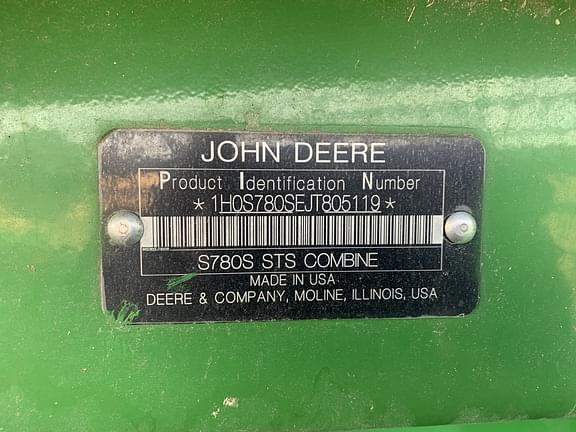 JOHN DEERE
Product Identification Number
*1H0S780SEJT805119*
S780S STS COMBINE
MADE IN USA
DEERE & COMPANY, MOLINE, ILLINOIS, USA